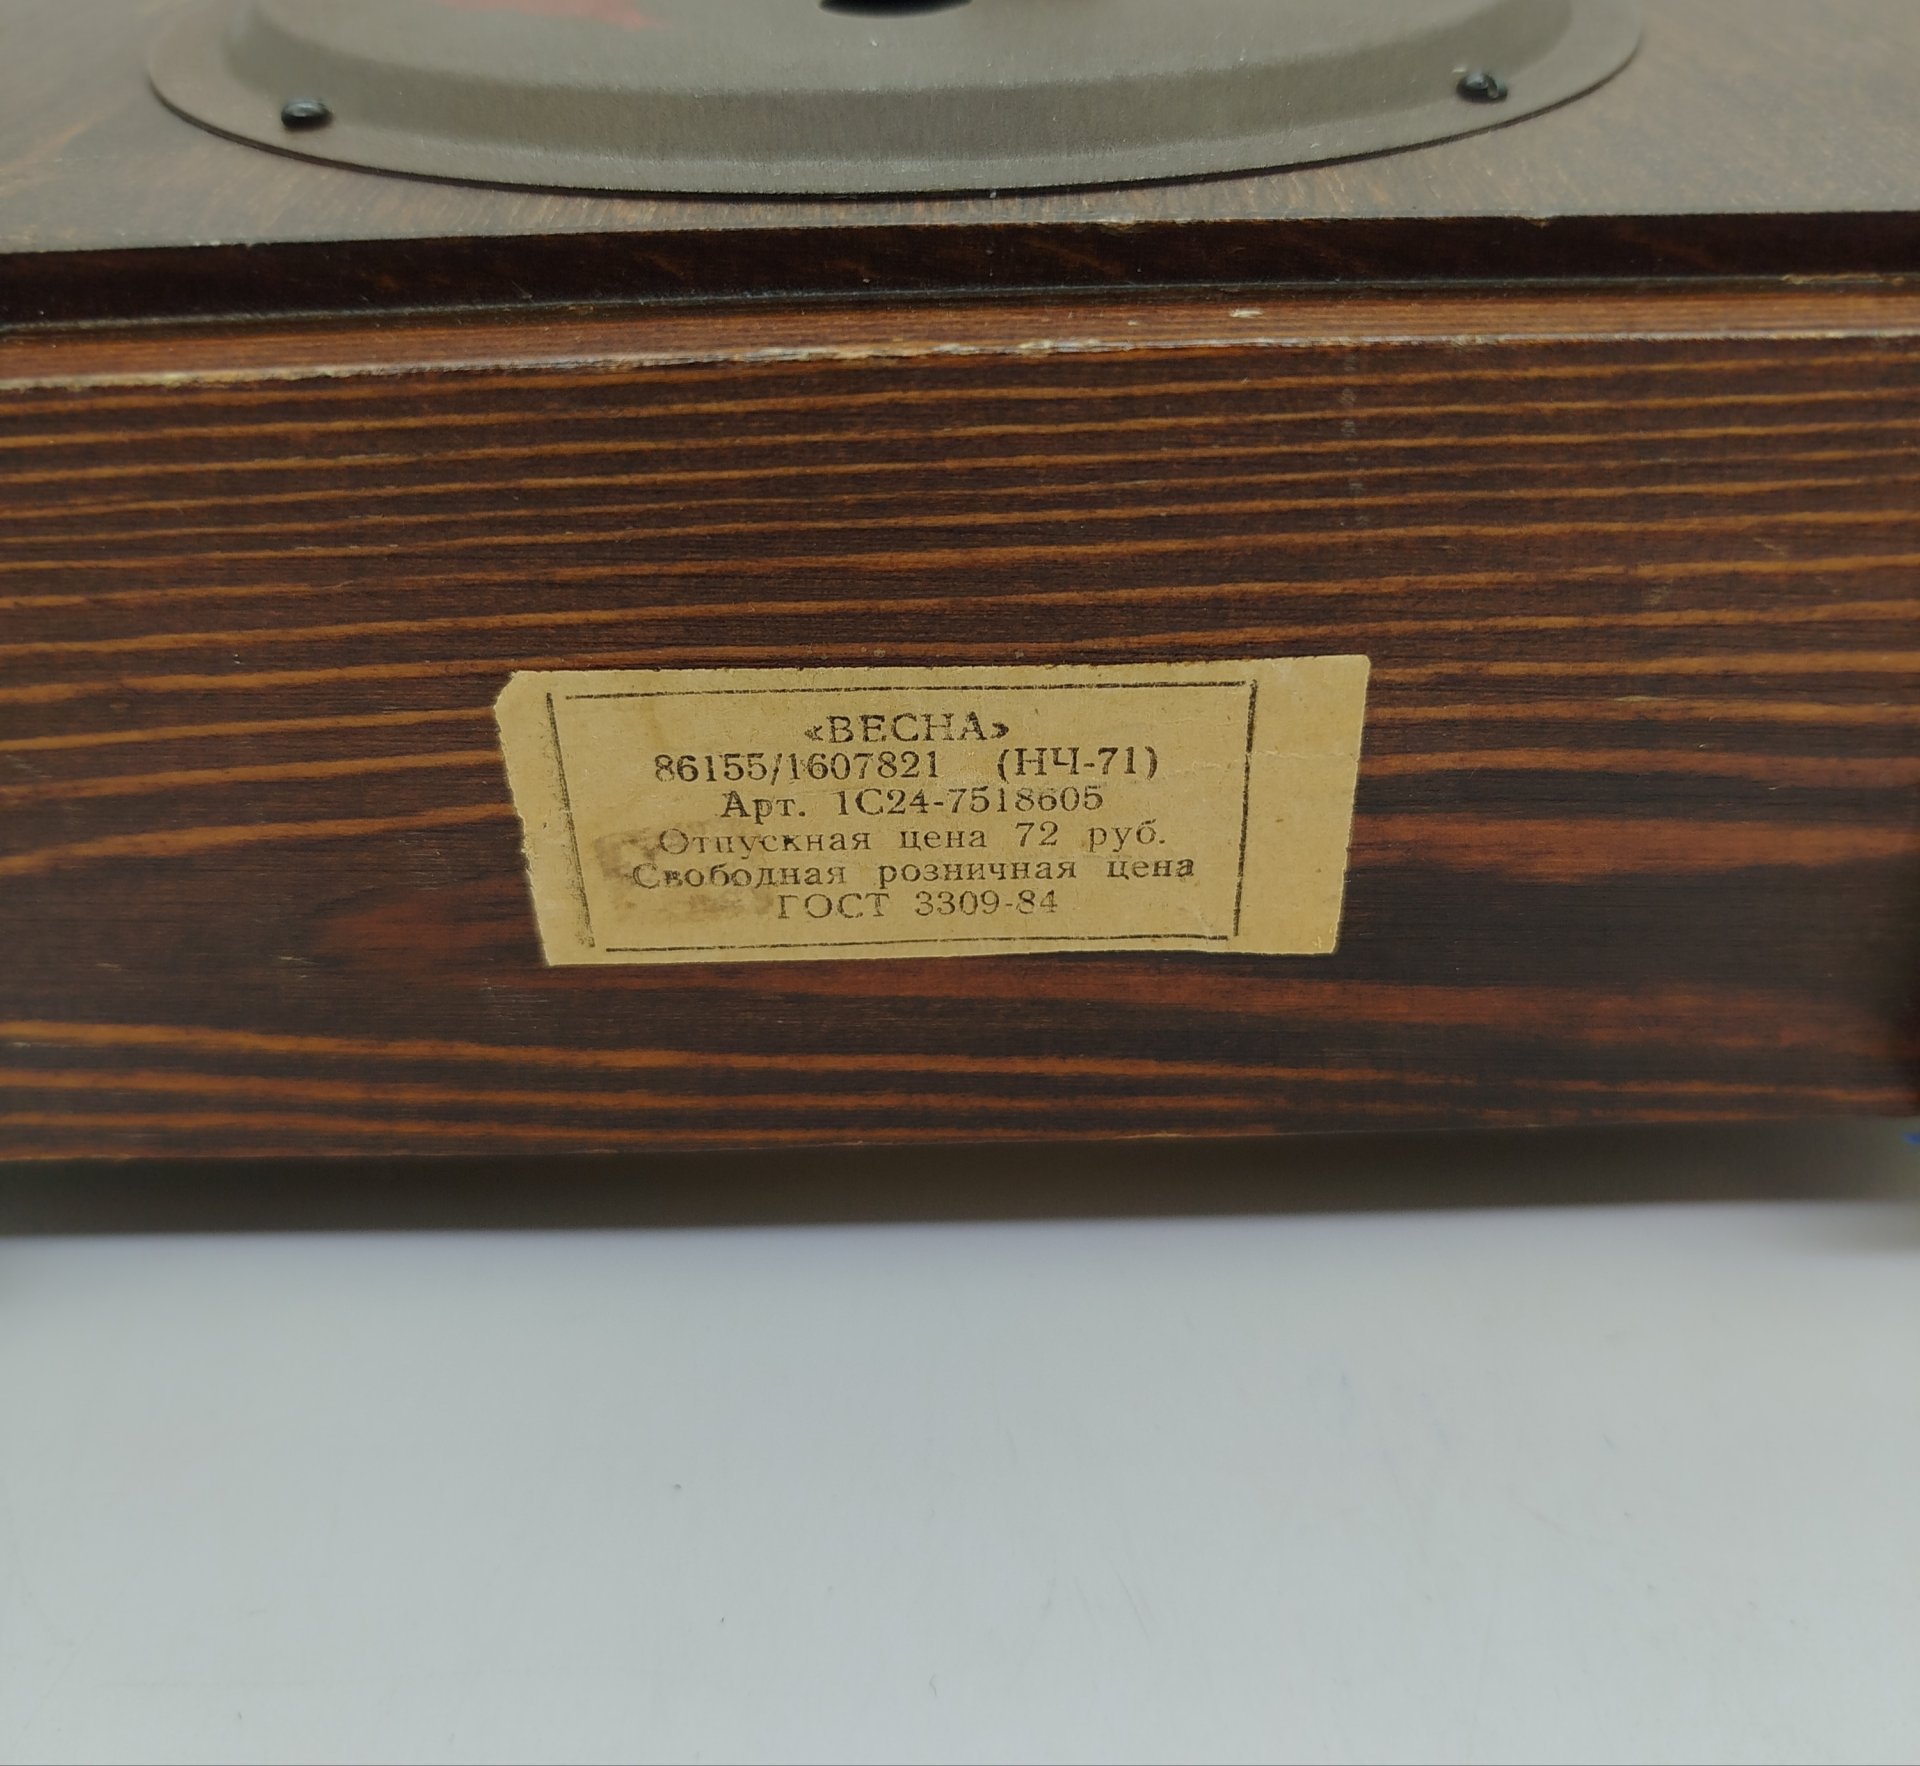 «ВЕСНА»
86155/1607821 (НЧ-71)
Арт. 1С24-7518605
Отпускная цена 72 руб.
Свободная розничная цена
ГОСТ 3309-84